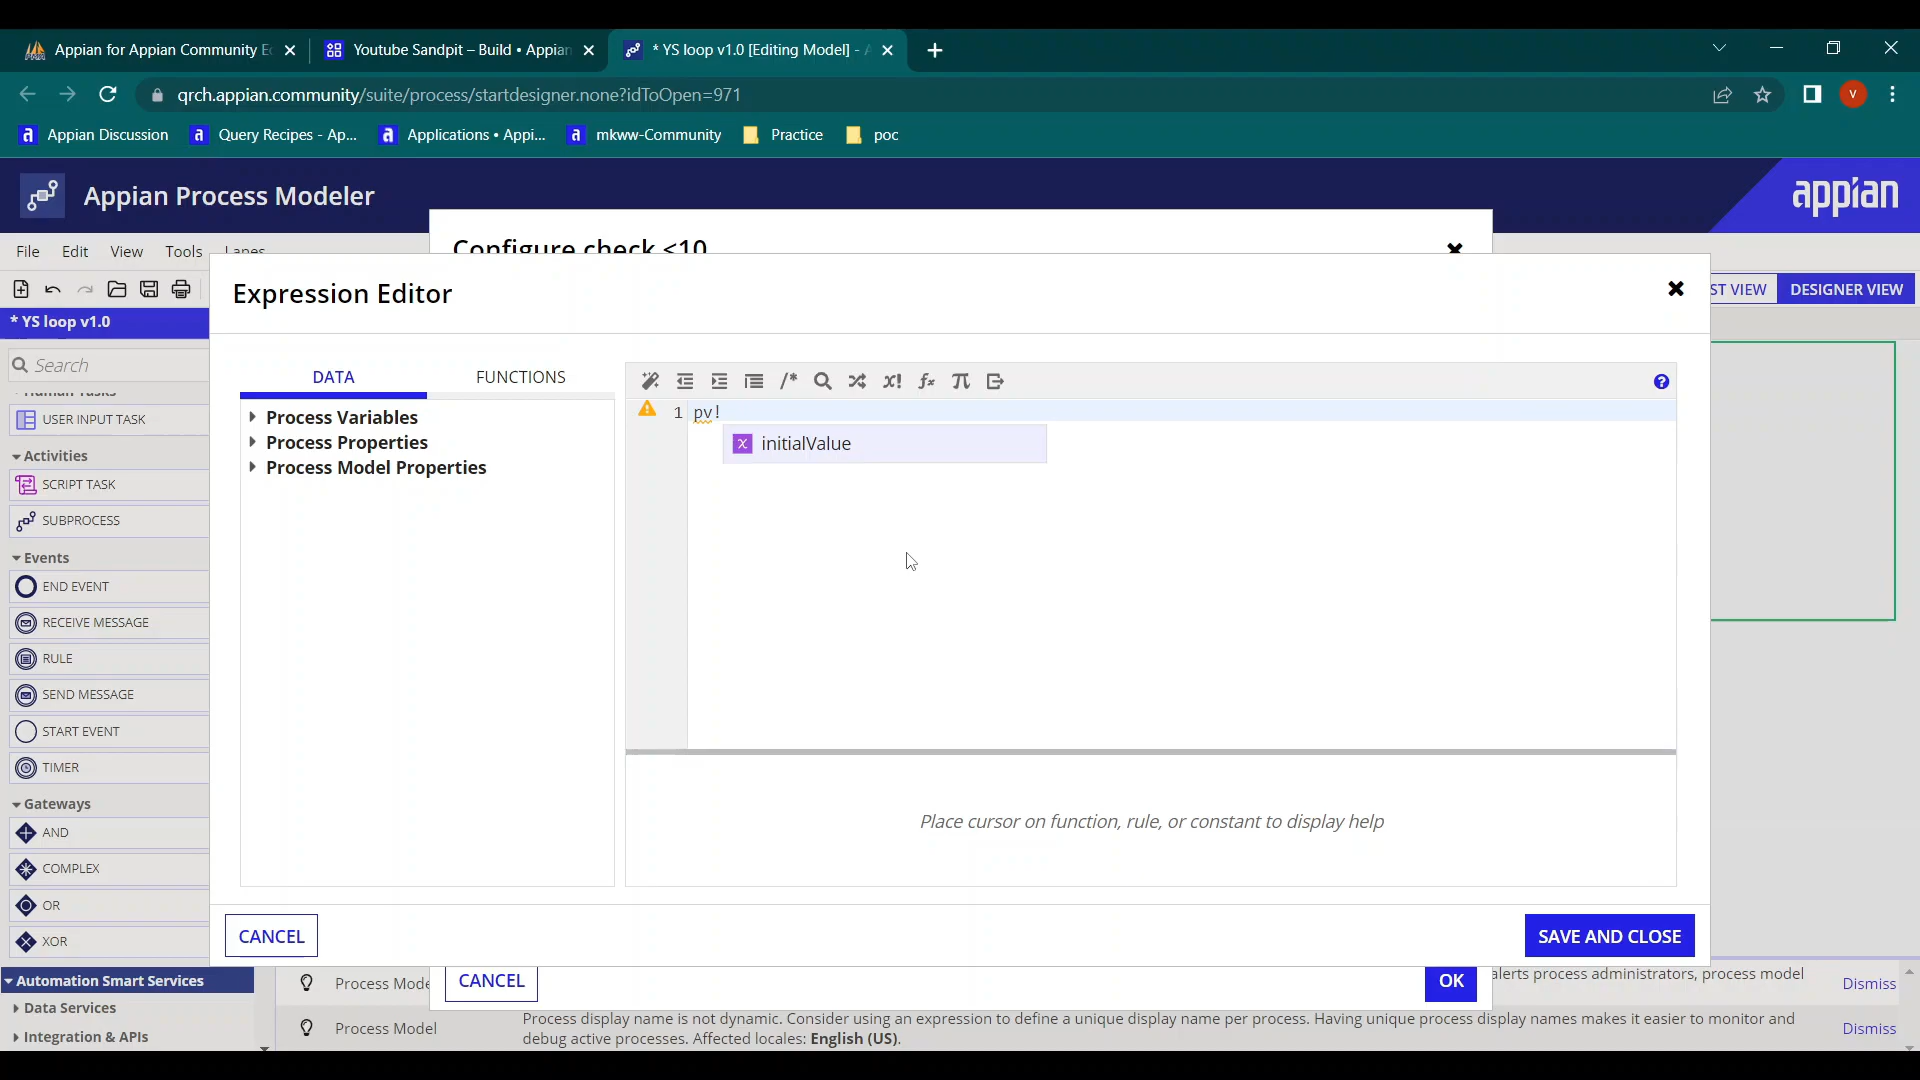 Appian for Appian Community E
Youtube Sandpit – Build • Appian
* YS loop v1.0 [Editing Model] - A
qrch.appian.community/suite/process/startdesigner.none?idToOpen=971
V
Appian Discussion
Query Recipes - Ap...
Applications • Appi...
mkww-Community
Practice
poc
Appian Process Modeler
appian
File
Edit
View
Tools
Lanes
Configure check <10
ST VIEW
DESIGNER VIEW
* YS loop v1.0
Search
Human Tasks
USER INPUT TASK
Activities
SCRIPT TASK
SUBPROCESS
Events
END EVENT
RECEIVE MESSAGE
RULE
SEND MESSAGE
START EVENT
TIMER
Gateways
AND
COMPLEX
OR
XOR
Automation Smart Services
Data Services
Integration & APIs
Expression Editor
DATA
FUNCTIONS
Process Variables
Process Properties
Process Model Properties
1 pv!
initialValue
Place cursor on function, rule, or constant to display help
CANCEL
SAVE AND CLOSE
CANCEL
OK
Process Mode
alerts process administrators, process model
Dismiss
Process Model
Process display name is not dynamic. Consider using an expression to define a unique display name per process. Having unique process display names makes it easier to monitor and
debug active processes. Affected locales: English (US).
Dismiss